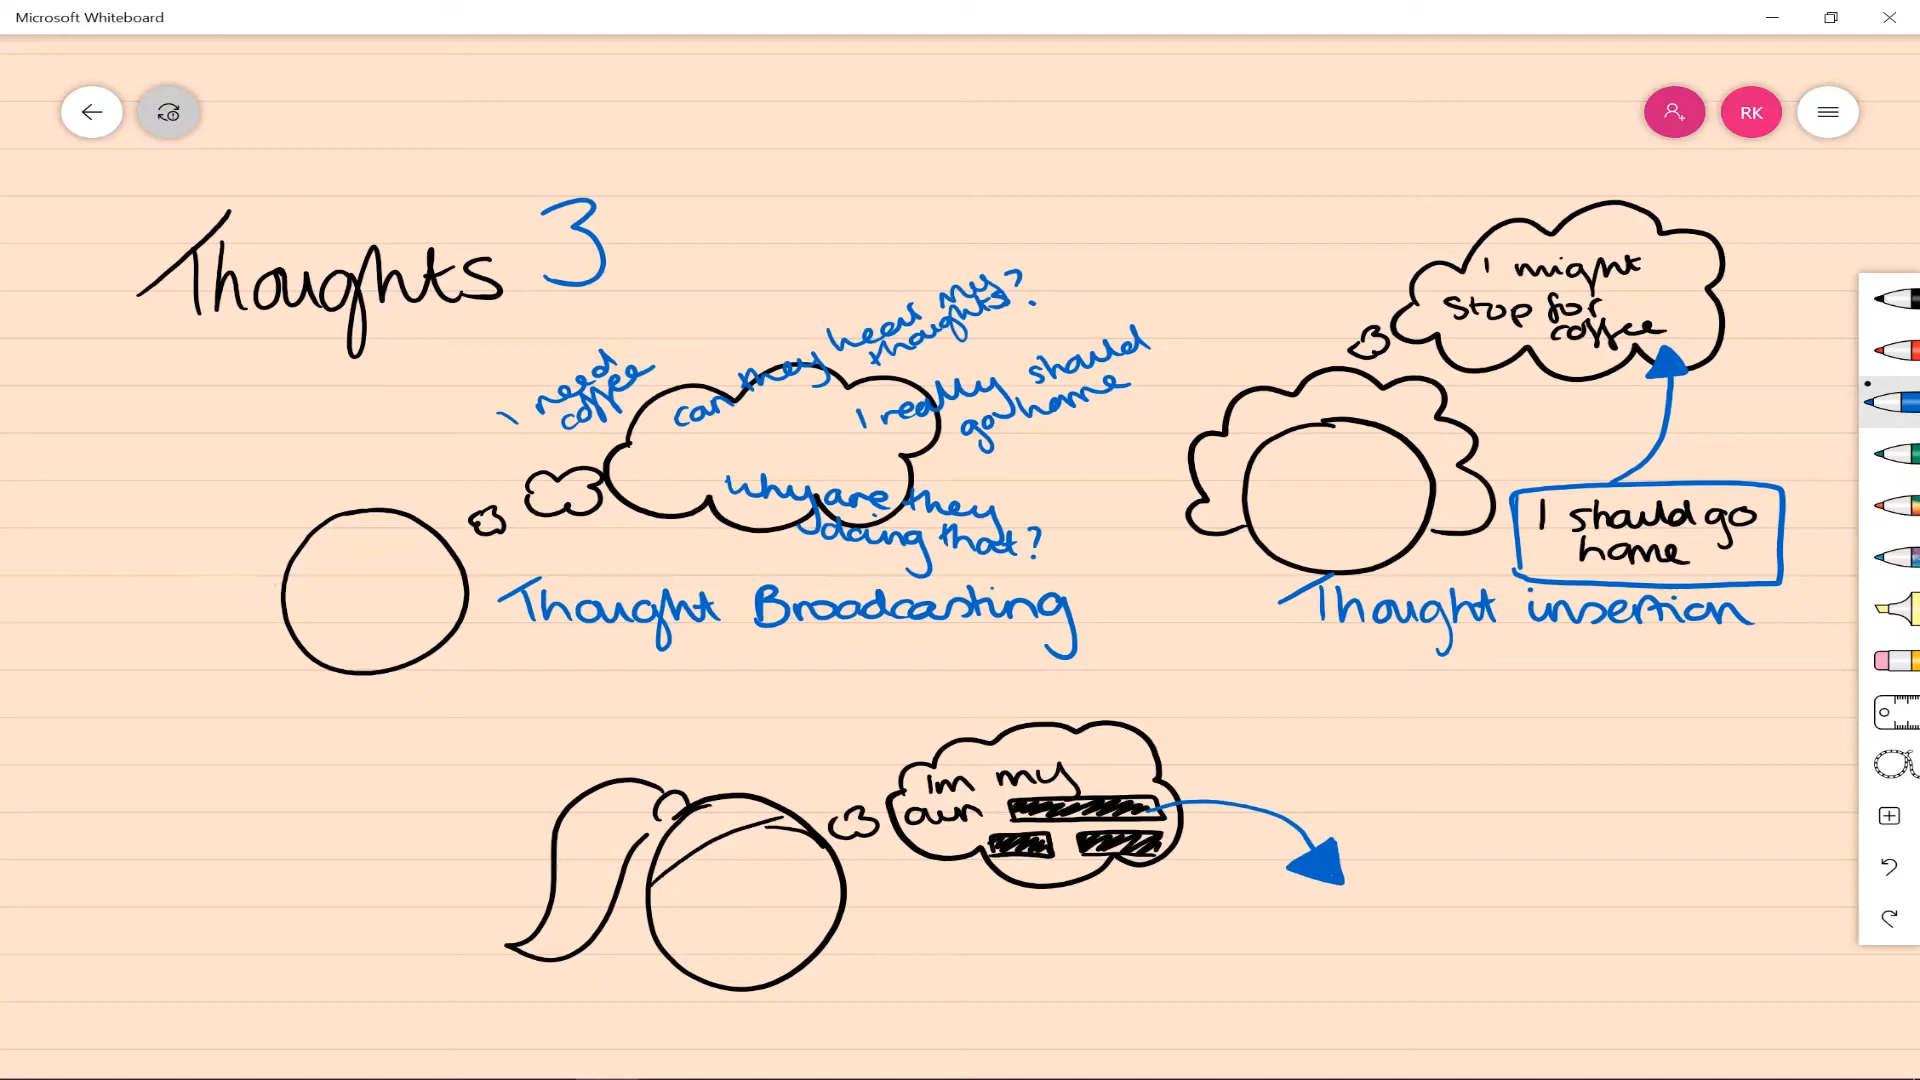 Microsoft Whiteboard
RK
Thoughts 3
I need
coffee
can they hear my
thoughts?
I really should
go home
why are they
doing that?
Thought Broadcasting
I might
stop for
coffee
I should go
home
Thought insertion
Im my
own